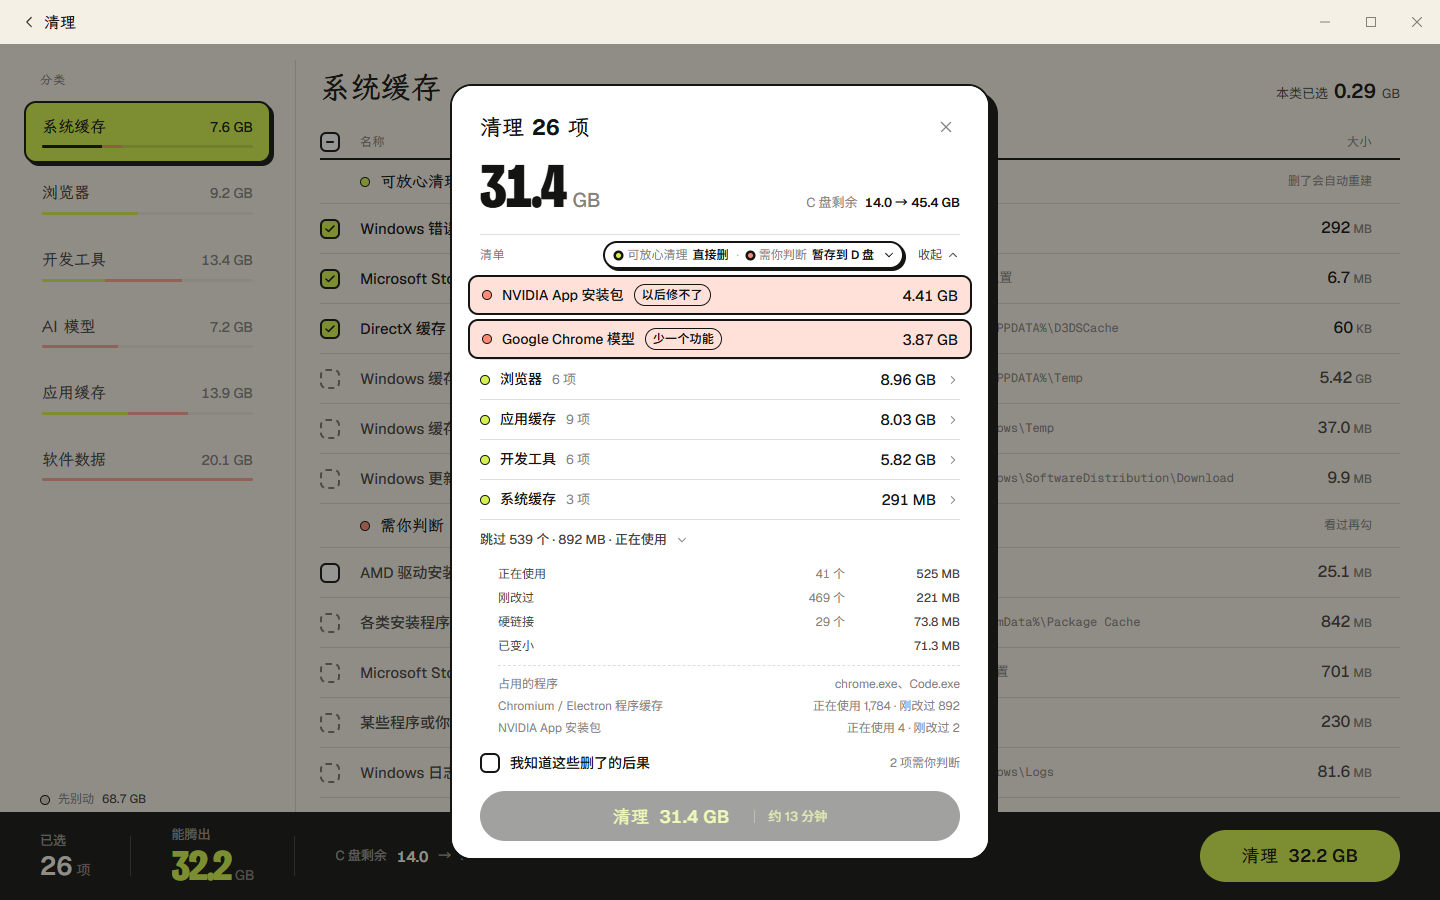 清理
分类
系统缓存 7.6 GB
浏览器 9.2 GB
开发工具 13.4 GB
AI 模型 7.2 GB
应用缓存 13.9 GB
软件数据 20.1 GB
先别动 68.7 GB
系统缓存
本类已选 0.29 GB
名称 大小
可放心清理 删了会自动重建
Windows 错误 292 MB
Microsoft Sto 置 6.7 MB
DirectX 缓存 PPDATA%\D3DSCache 60 KB
Windows 缓存 PPDATA%\Temp 5.42 GB
Windows 缓存 ows\Temp 37.0 MB
Windows 更新 ows\SoftwareDistribution\Download 9.9 MB
需你判断 看过再勾
AMD 驱动安装 25.1 MB
各类安装程序 mData%\Package Cache 842 MB
Microsoft Sto 置 701 MB
某些程序或你 230 MB
Windows 日志 ows\Logs 81.6 MB
清理 26 项
31.4 GB
C 盘剩余 14.0 → 45.4 GB
清单
可放心清理 直接删 · 需你判断 暂存到 D 盘
收起
NVIDIA App 安装包 以后修不了 4.41 GB
Google Chrome 模型 少一个功能 3.87 GB
浏览器 6 项 8.96 GB
应用缓存 9 项 8.03 GB
开发工具 6 项 5.82 GB
系统缓存 3 项 291 MB
跳过 539 个 · 892 MB · 正在使用
正在使用 41 个 525 MB
刚改过 469 个 221 MB
硬链接 29 个 73.8 MB
已变小 71.3 MB
占用的程序 chrome.exe、Code.exe
Chromium / Electron 程序缓存 正在使用 1,784 · 刚改过 892
NVIDIA App 安装包 正在使用 4 · 刚改过 2
我知道这些删了的后果 2 项需你判断
清理 31.4 GB 约 13 分钟
已选
26 项
能腾出
32.2 GB
C 盘剩余 14.0 →
清理 32.2 GB